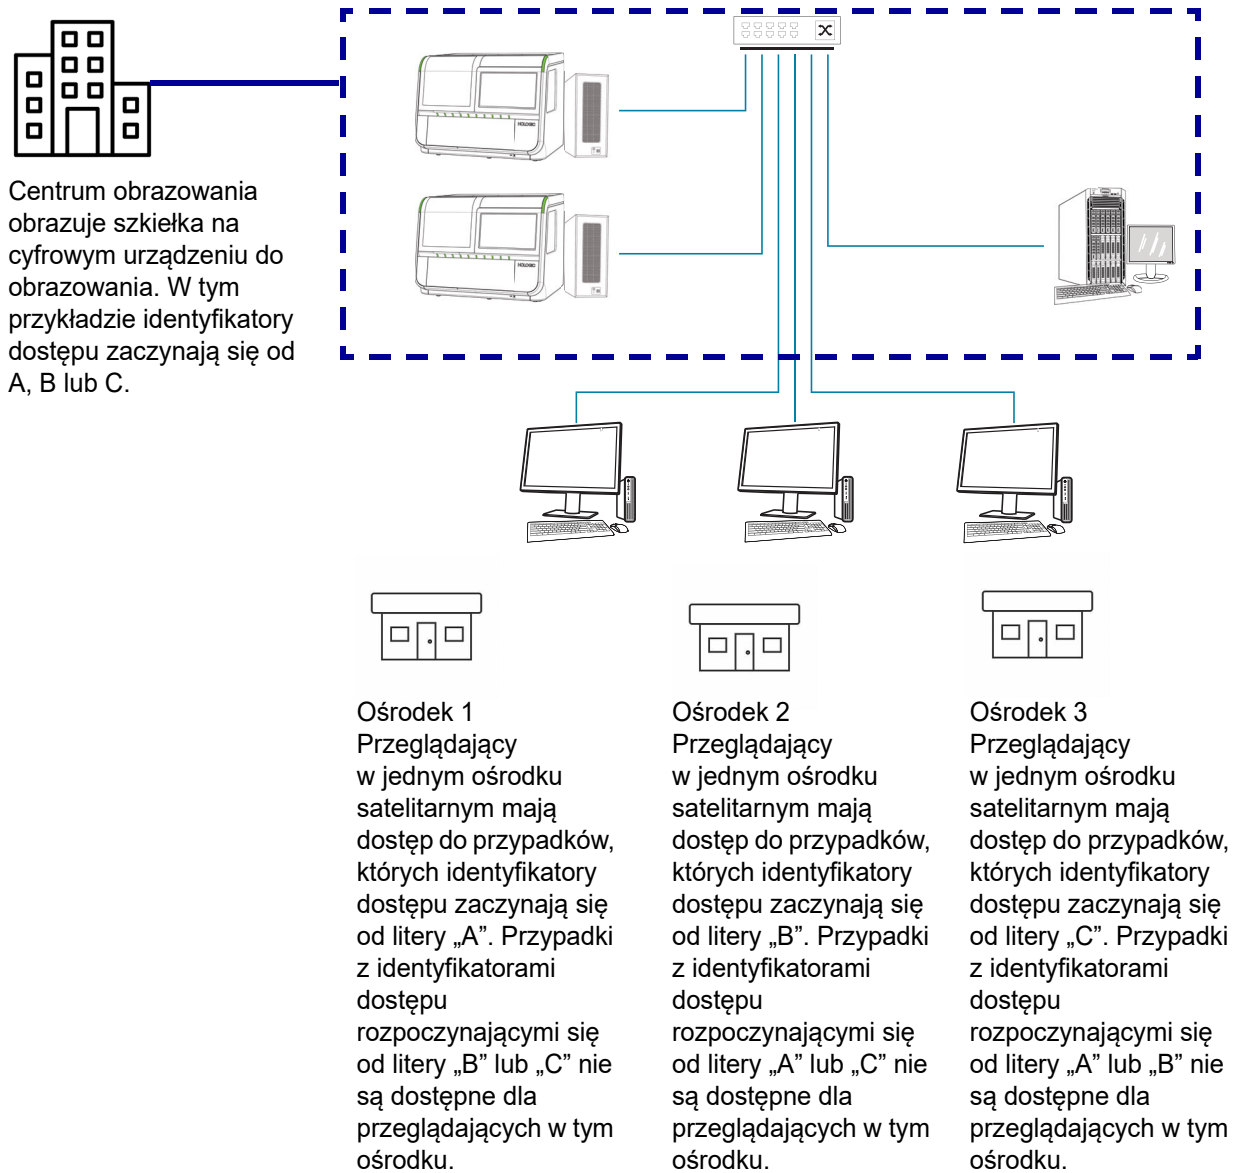 HOLOGIC
HOLOGIC
Centrum obrazowania
obrazuje szkiełka na
cyfrowym urządzeniu do
obrazowania. W tym
przykładzie identyfikatory
dostępu zaczynają się od
A, B lub C.
Ośrodek 1
Przeglądający
w jednym ośrodku
satelitarnym mają
dostęp do przypadków,
których identyfikatory
dostępu zaczynają się
od litery „A”. Przypadki
z identyfikatorami
dostępu
rozpoczynającymi się
od litery „B” lub „C” nie
są dostępne dla
przeglądających w tym
ośrodku.
Ośrodek 2
Przeglądający
w jednym ośrodku
satelitarnym mają
dostęp do przypadków,
których identyfikatory
dostępu zaczynają się
od litery „B”. Przypadki
z identyfikatorami
dostępu
rozpoczynającymi się
od litery „A” lub „C” nie
są dostępne dla
przeglądających w tym
ośrodku.
Ośrodek 3
Przeglądający
w jednym ośrodku
satelitarnym mają
dostęp do przypadków,
których identyfikatory
dostępu zaczynają się
od litery „C”. Przypadki
z identyfikatorami
dostępu
rozpoczynającymi się
od litery „A” lub „B” nie
są dostępne dla
przeglądających w tym
ośrodku.